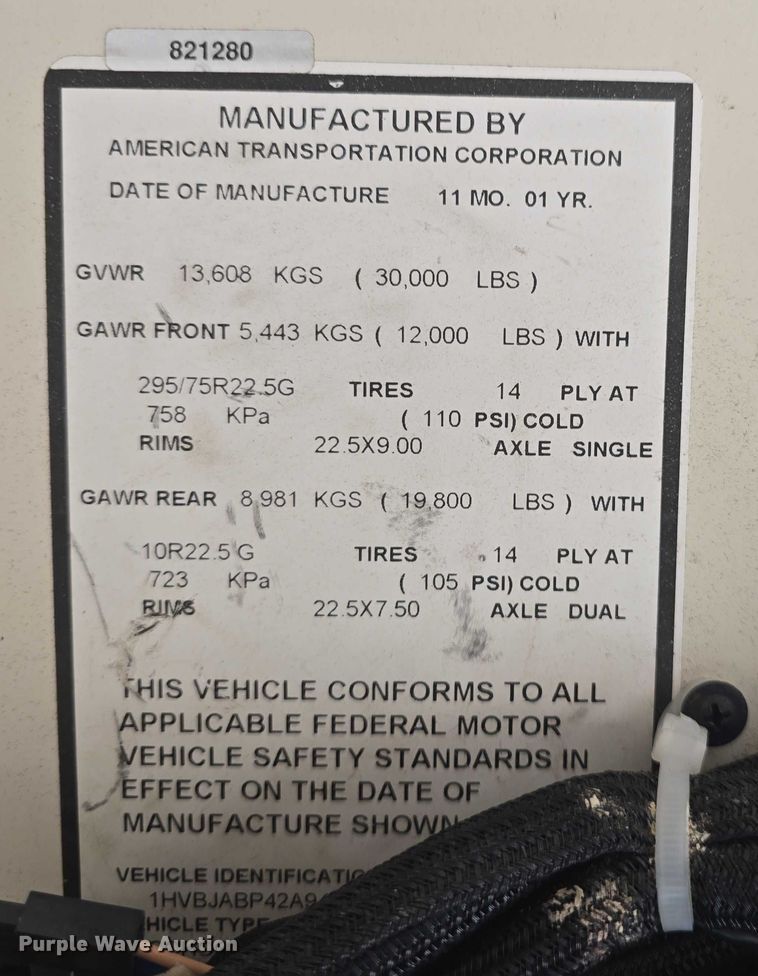 821280
MANUFACTURED BY
AMERICAN TRANSPORTATION CORPORATION
DATE OF MANUFACTURE 11 MO. 01 YR.
GVWR 13,608 KGS ( 30,000 LBS )
GAWR FRONT 5,443 KGS ( 12,000 LBS ) WITH
295/75R22.5G TIRES 14 PLY AT
758 KPa ( 110 PSI) COLD
RIMS 22.5X9.00 AXLE SINGLE
GAWR REAR 8,981 KGS ( 19,800 LBS ) WITH
10R22.5 G TIRES 14 PLY AT
723 KPa ( 105 PSI) COLD
RIMS 22.5X7.50 AXLE DUAL
THIS VEHICLE CONFORMS TO ALL
APPLICABLE FEDERAL MOTOR
VEHICLE SAFETY STANDARDS IN
EFFECT ON THE DATE OF
MANUFACTURE SHOWN
VEHICLE IDENTIFICATIO
1HVBJABP42A9
HICLE TYPE
Purple Wave Auction